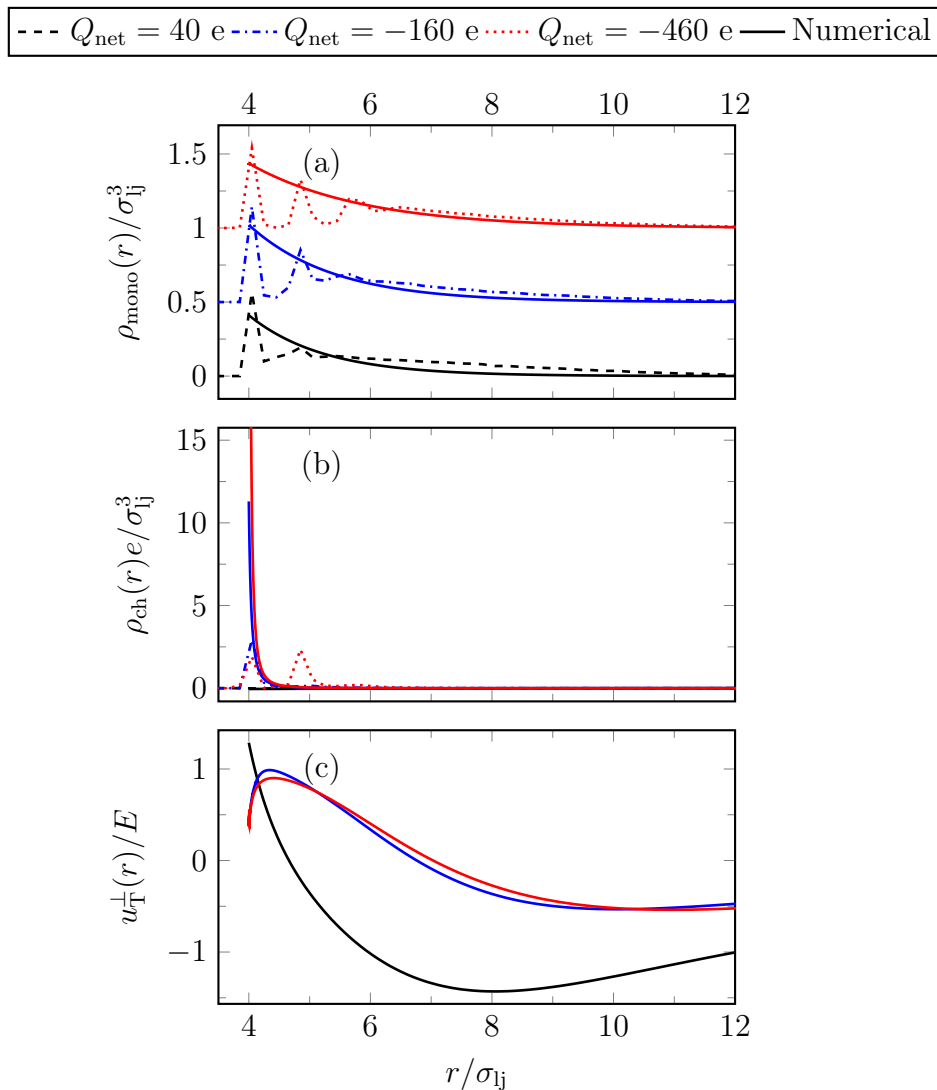 Q_net = 40 e Q_net = −160 e Q_net = −460 e Numerical
4 6 8 10 12
(a)
1.5
1
0.5
0
ρ_mono(r)/σ_lj^3
(b)
15
10
5
0
ρ_ch(r)e/σ_lj^3
(c)
1
0
−1
u_T^⊥(r)/E
4 6 8 10 12
r/σ_lj